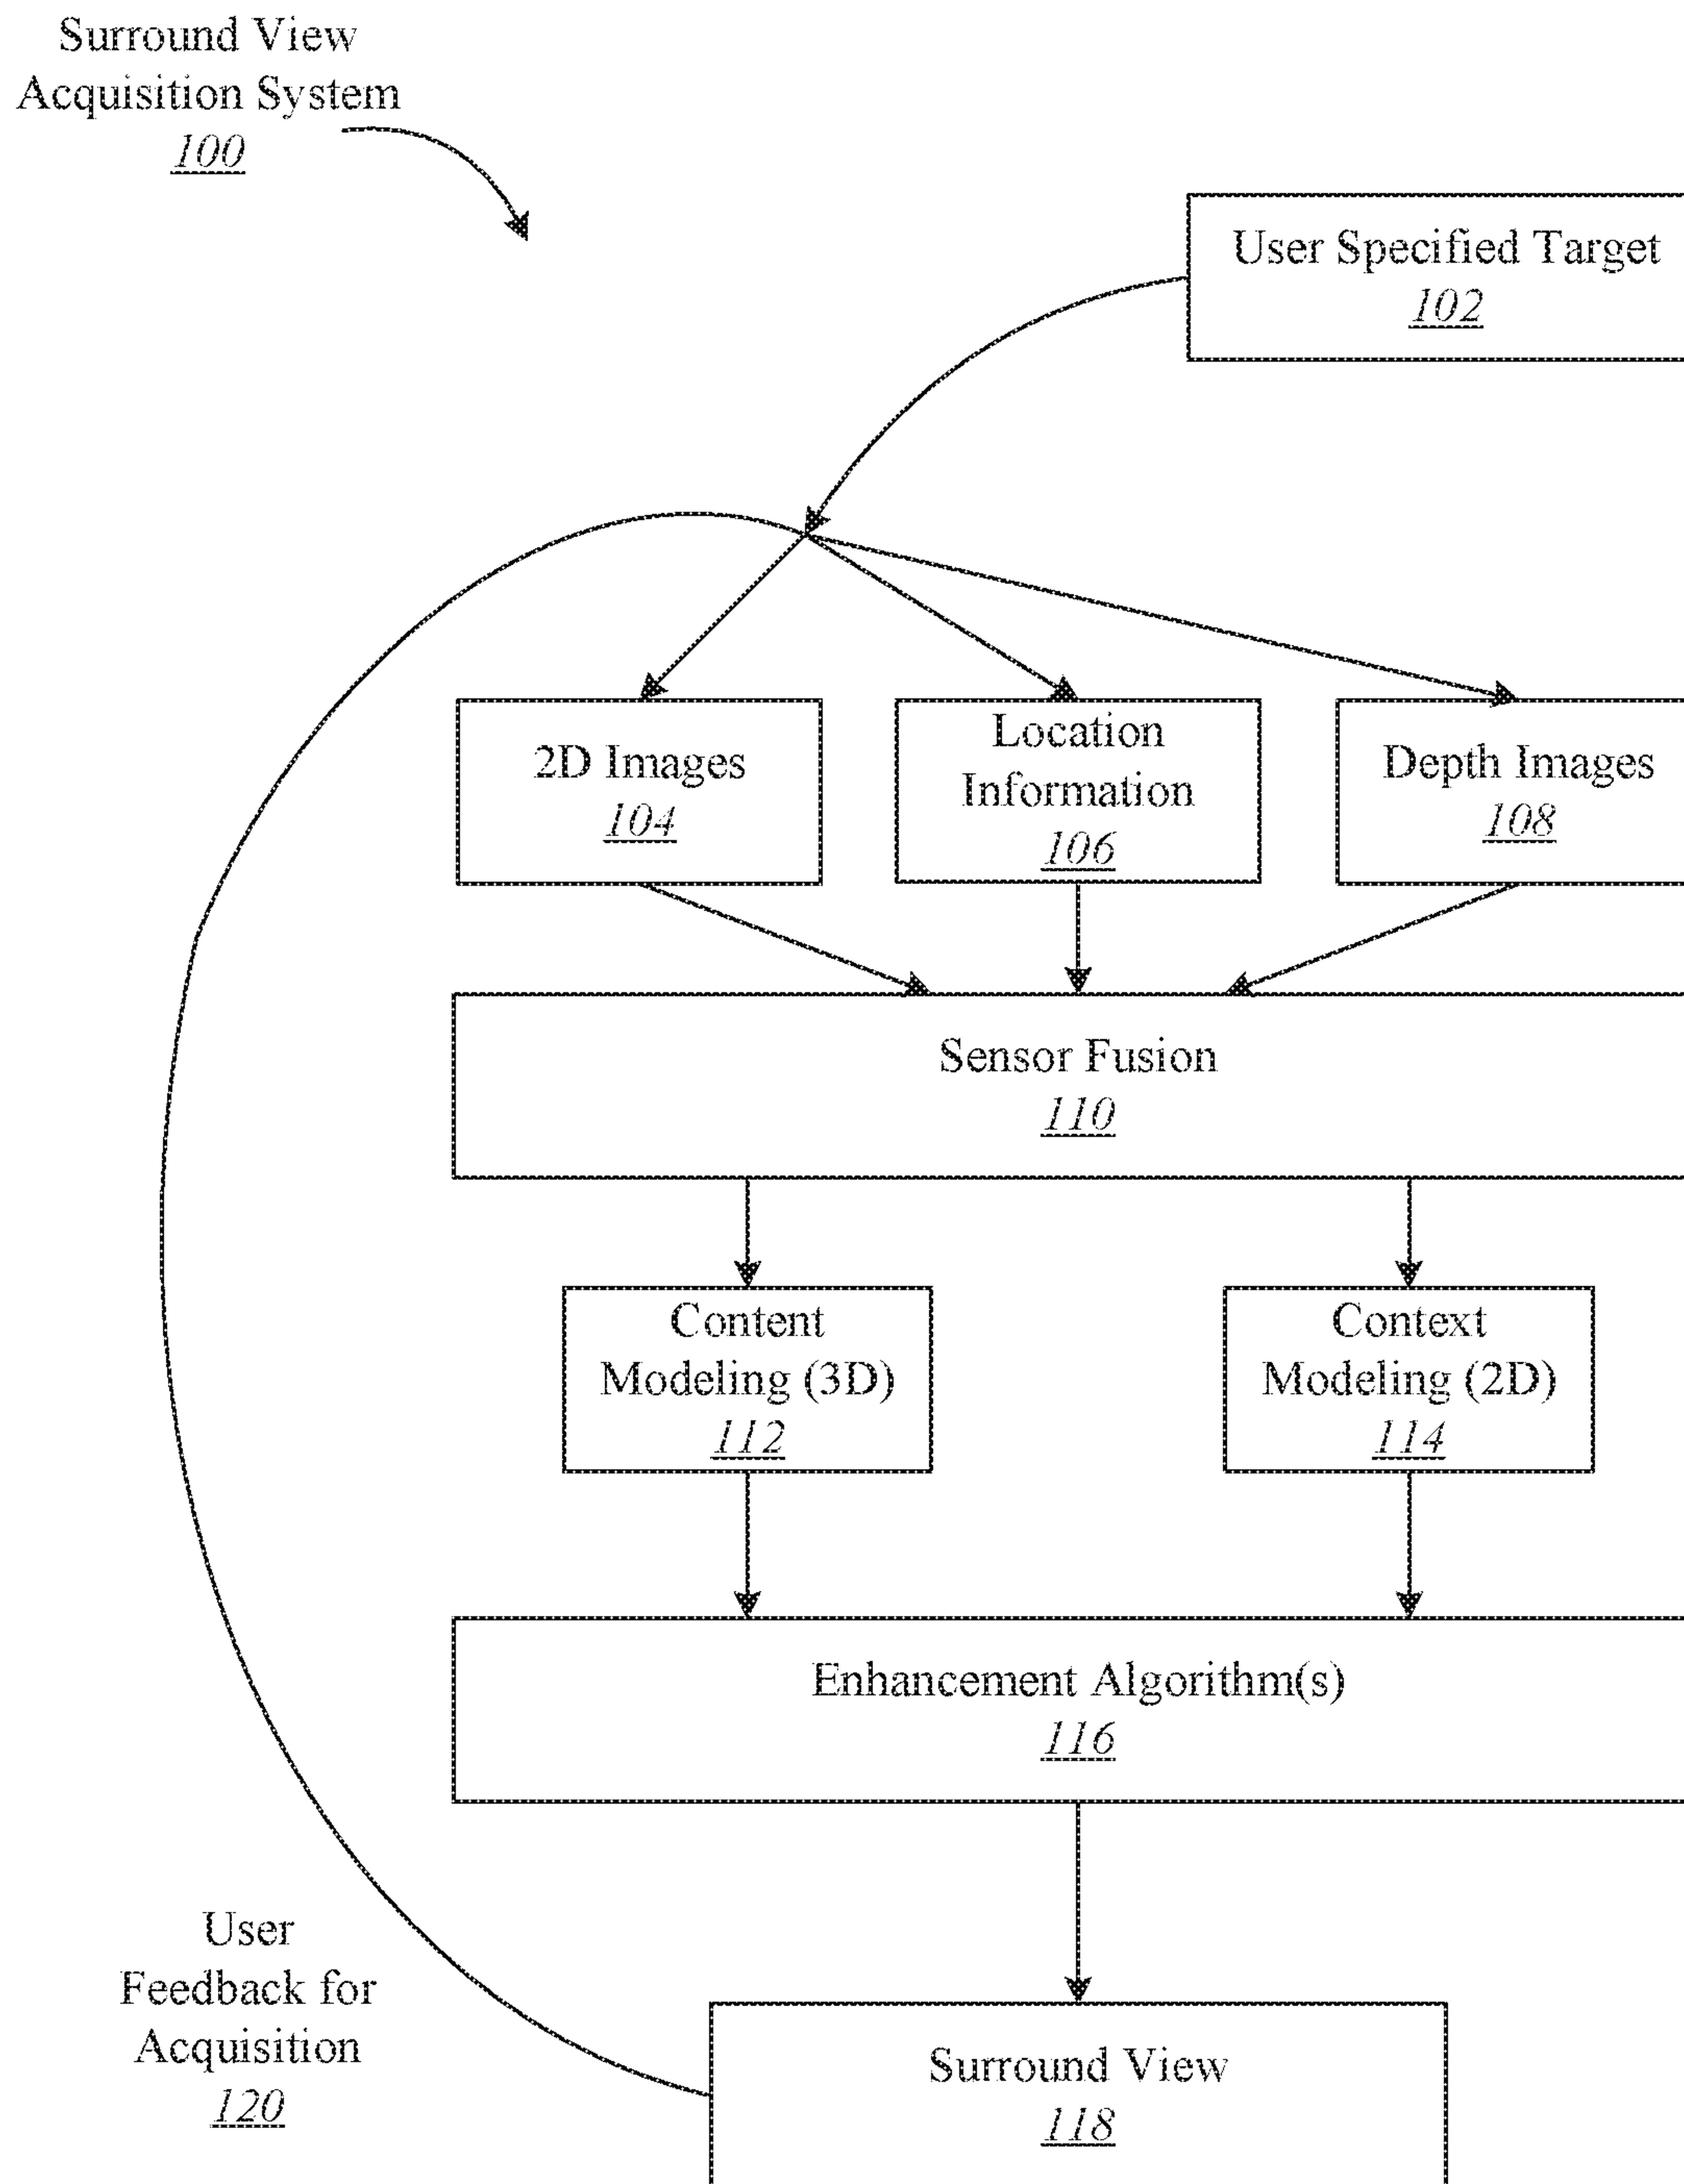 Surround View
Acquisition System
100
User Specified Target
102
2D Images
104
Location
Information
106
Depth Images
108
Sensor Fusion
110
Content
Modeling (3D)
112
Context
Modeling (2D)
114
Enhancement Algorithm(s)
116
User
Feedback for
Acquisition
120
Surround View
118